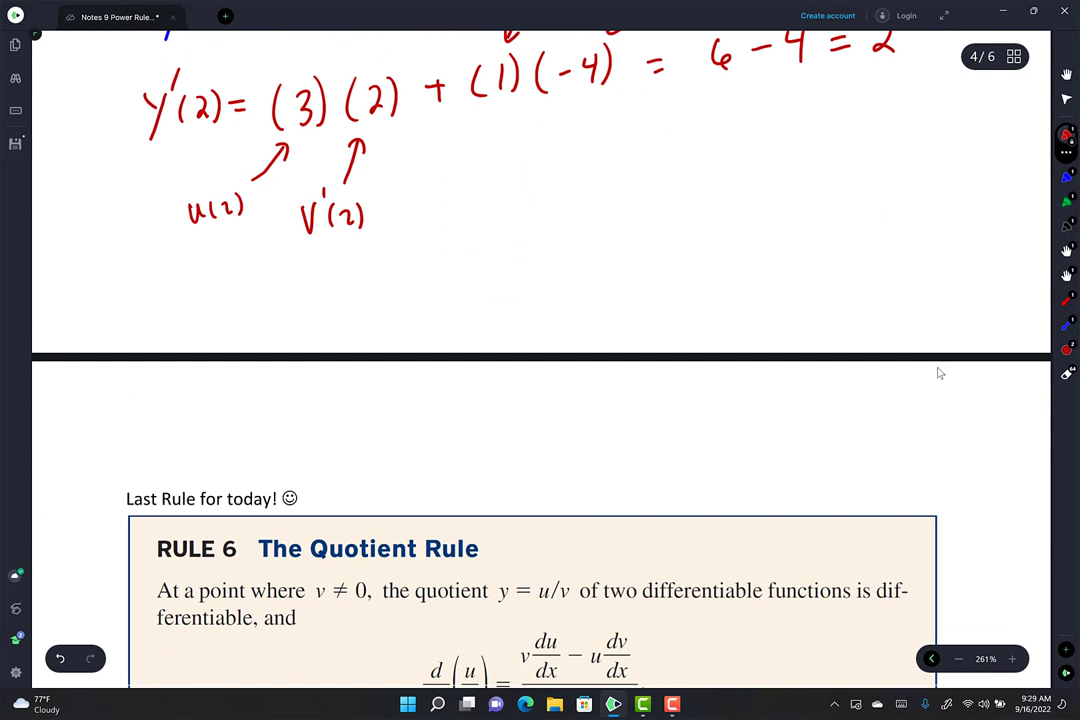 Notes 9 Power Rule...*
Create account
Login
4 / 6
y'(2) = (3)(2) + (1)(-4) = 6 - 4 = 2
u(2)
v'(2)
Last Rule for today! ☺
RULE 6 The Quotient Rule
At a point where v ≠ 0, the quotient y = u/v of two differentiable functions is dif-
ferentiable, and
v du/dx − u dv/dx
d (u) =
261%
77°F
Cloudy
9:29 AM
9/16/2022